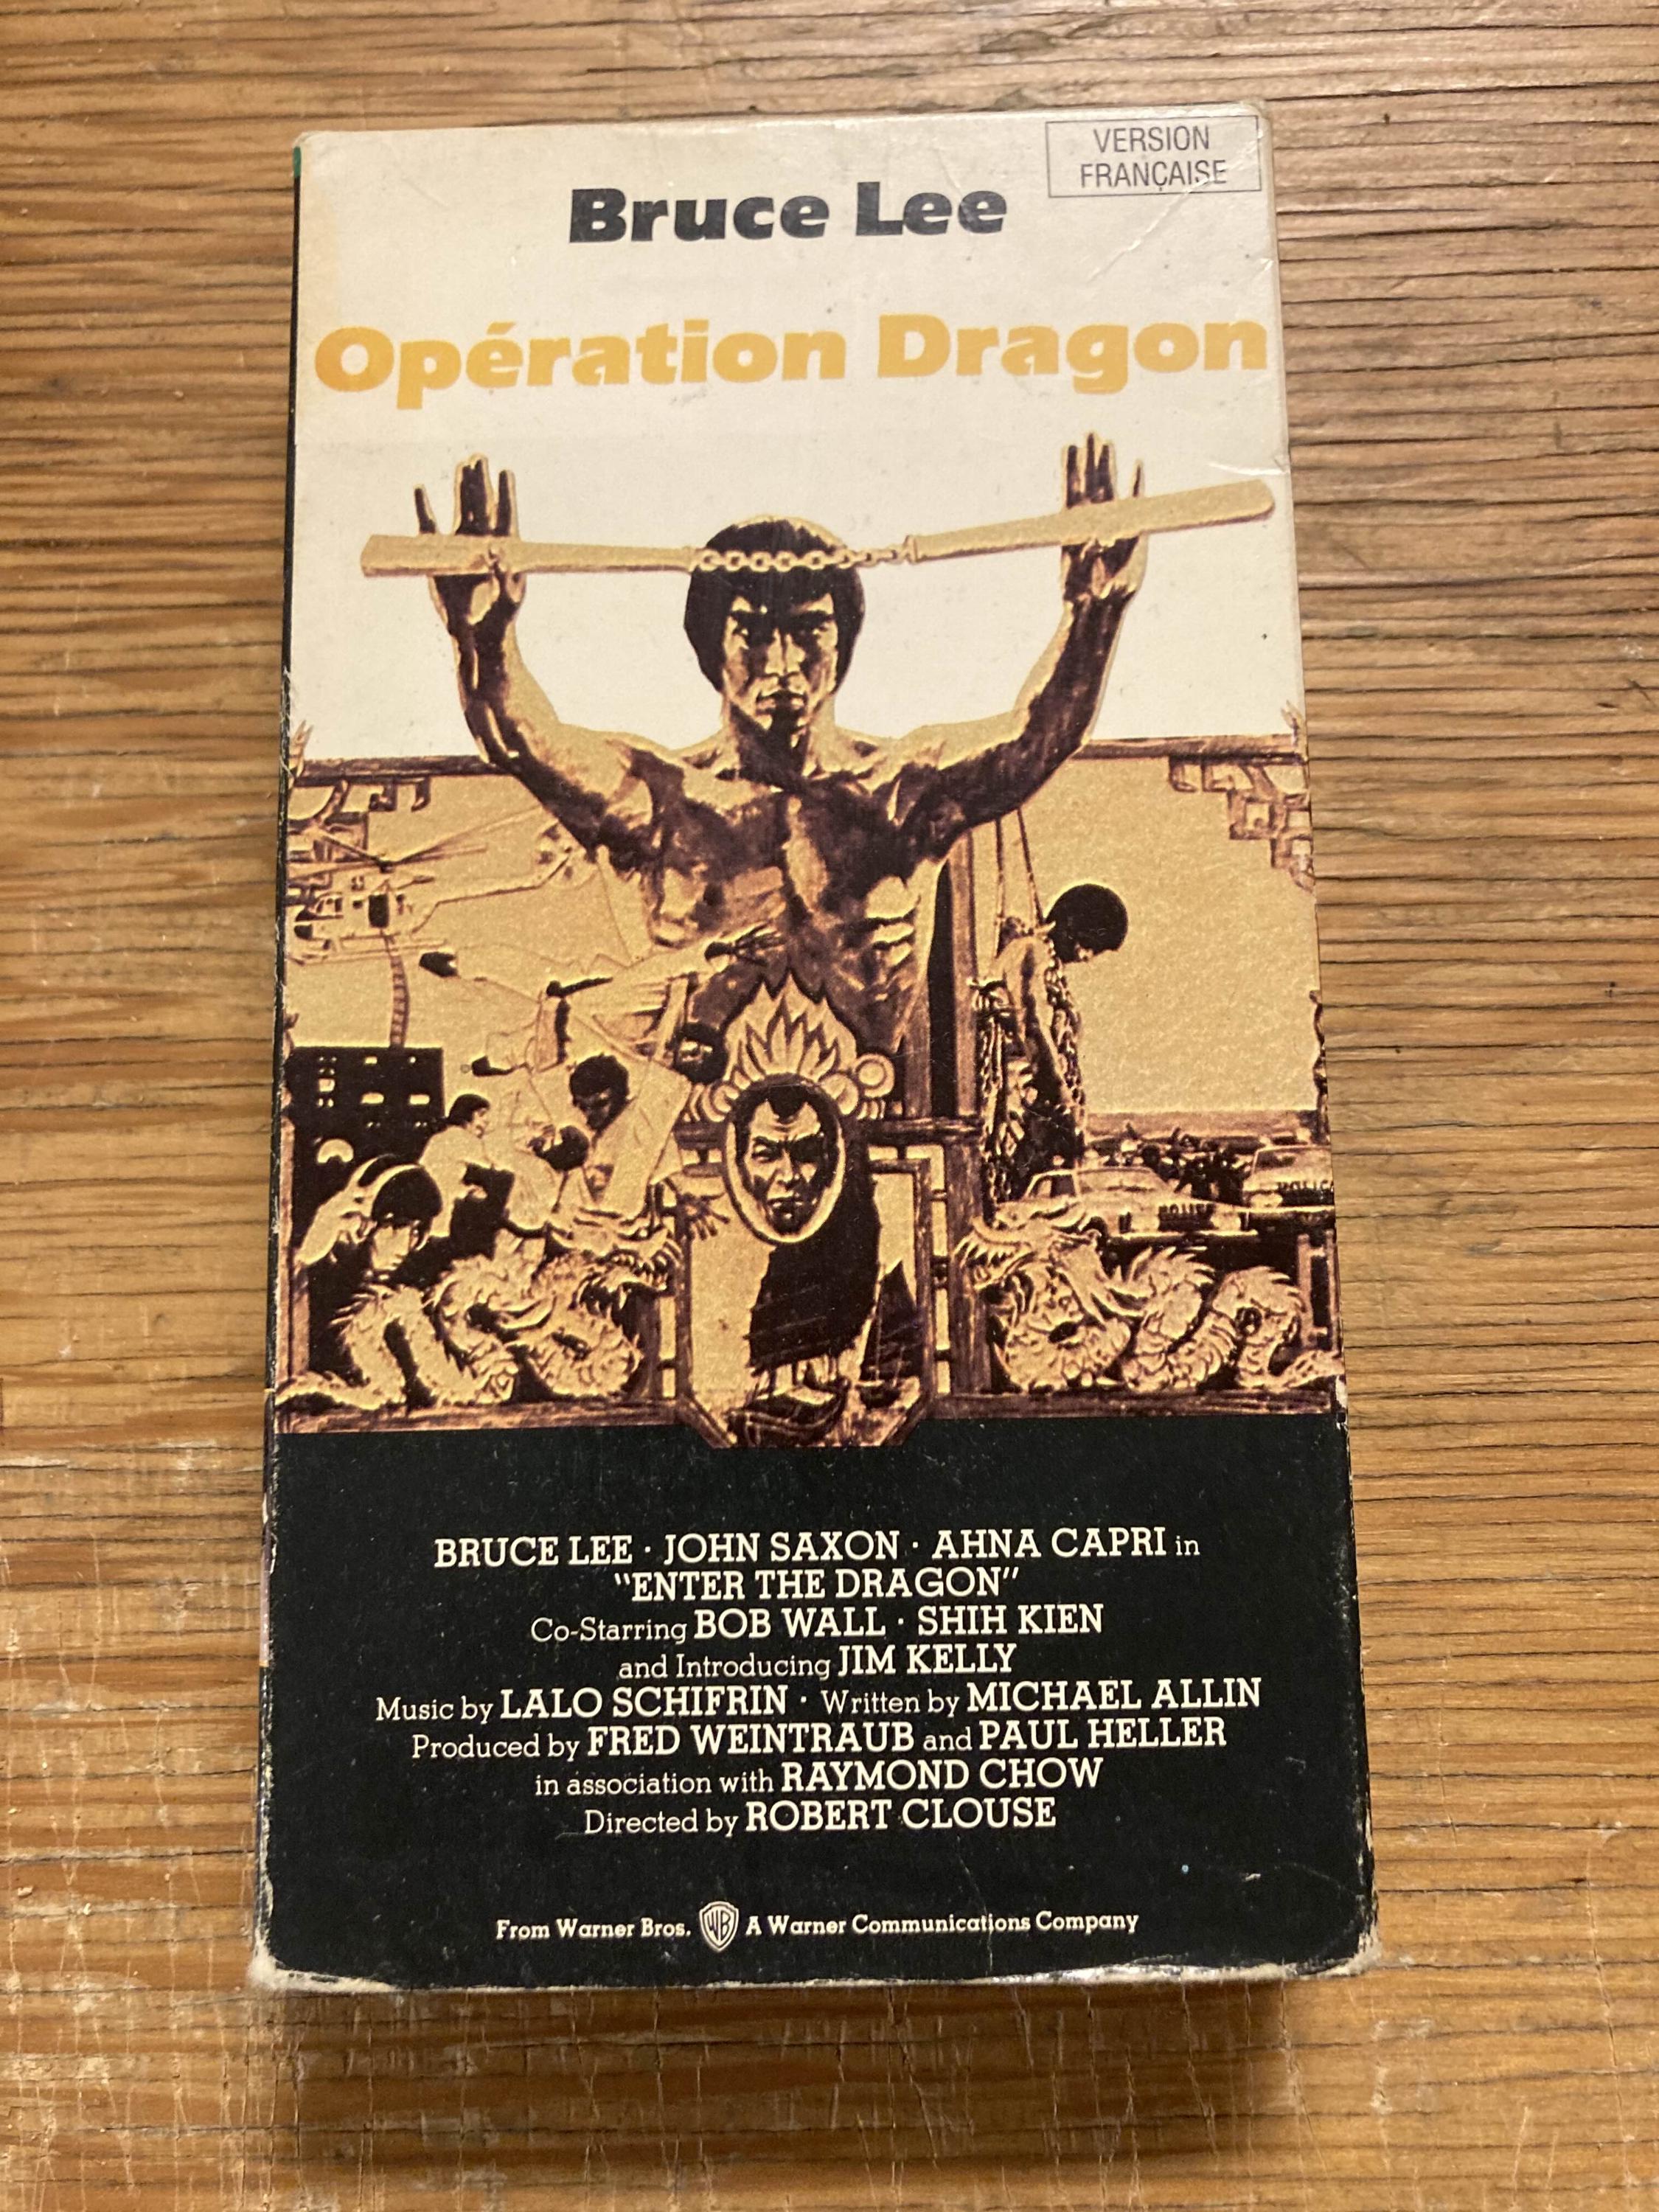 VERSION
FRANÇAISE
Bruce Lee
Opération Dragon
POLICE
BRUCE LEE · JOHN SAXON · AHNA CAPRI in
"ENTER THE DRAGON"
Co-Starring BOB WALL · SHIH KIEN
and Introducing JIM KELLY
Music by LALO SCHIFRIN · Written by MICHAEL ALLIN
Produced by FRED WEINTRAUB and PAUL HELLER
in association with RAYMOND CHOW
Directed by ROBERT CLOUSE
From Warner Bros. WB A Warner Communications Company